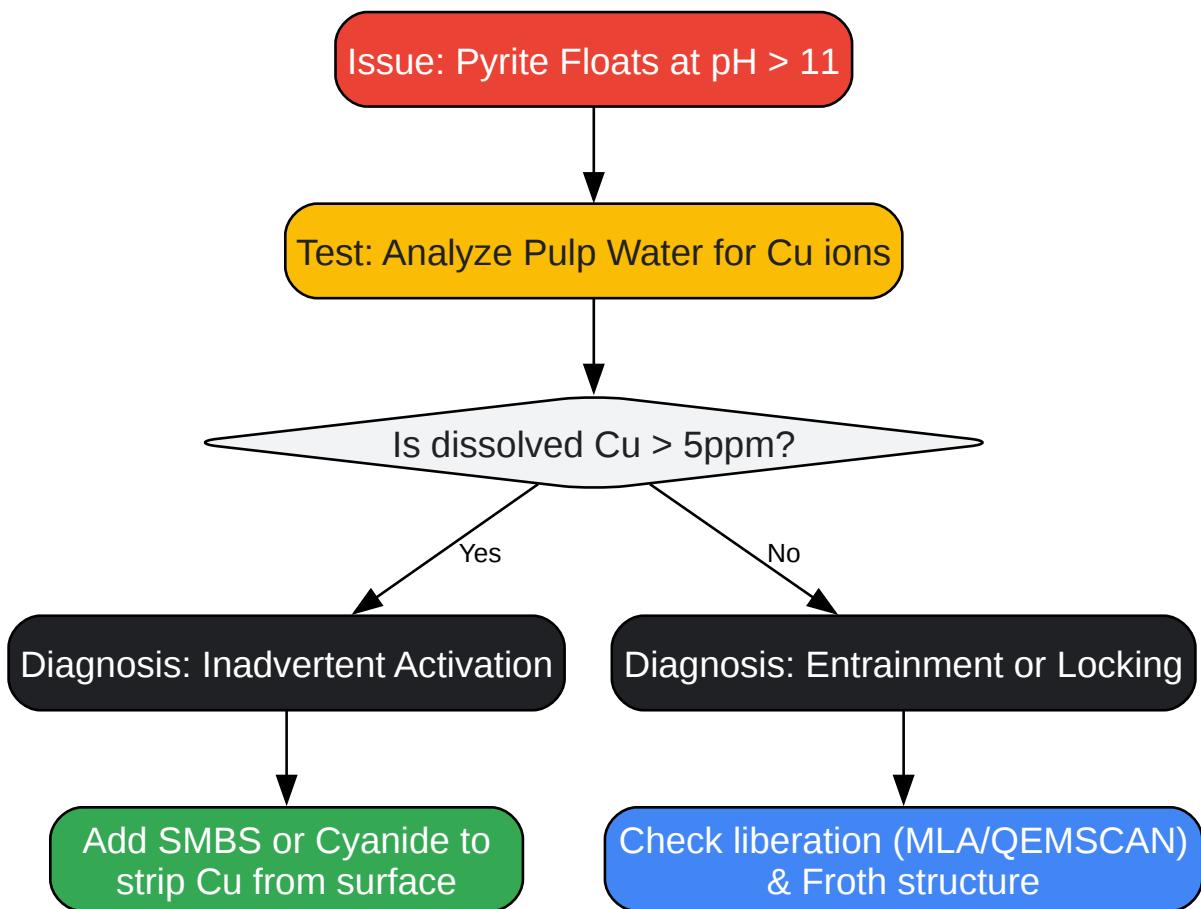 Issue: Pyrite Floats at pH > 11
Test: Analyze Pulp Water for Cu ions
Is dissolved Cu > 5ppm?
Yes
No
Diagnosis: Inadvertent Activation
Diagnosis: Entrainment or Locking
Add SMBS or Cyanide to
strip Cu from surface
Check liberation (MLA/QEMSCAN)
& Froth structure